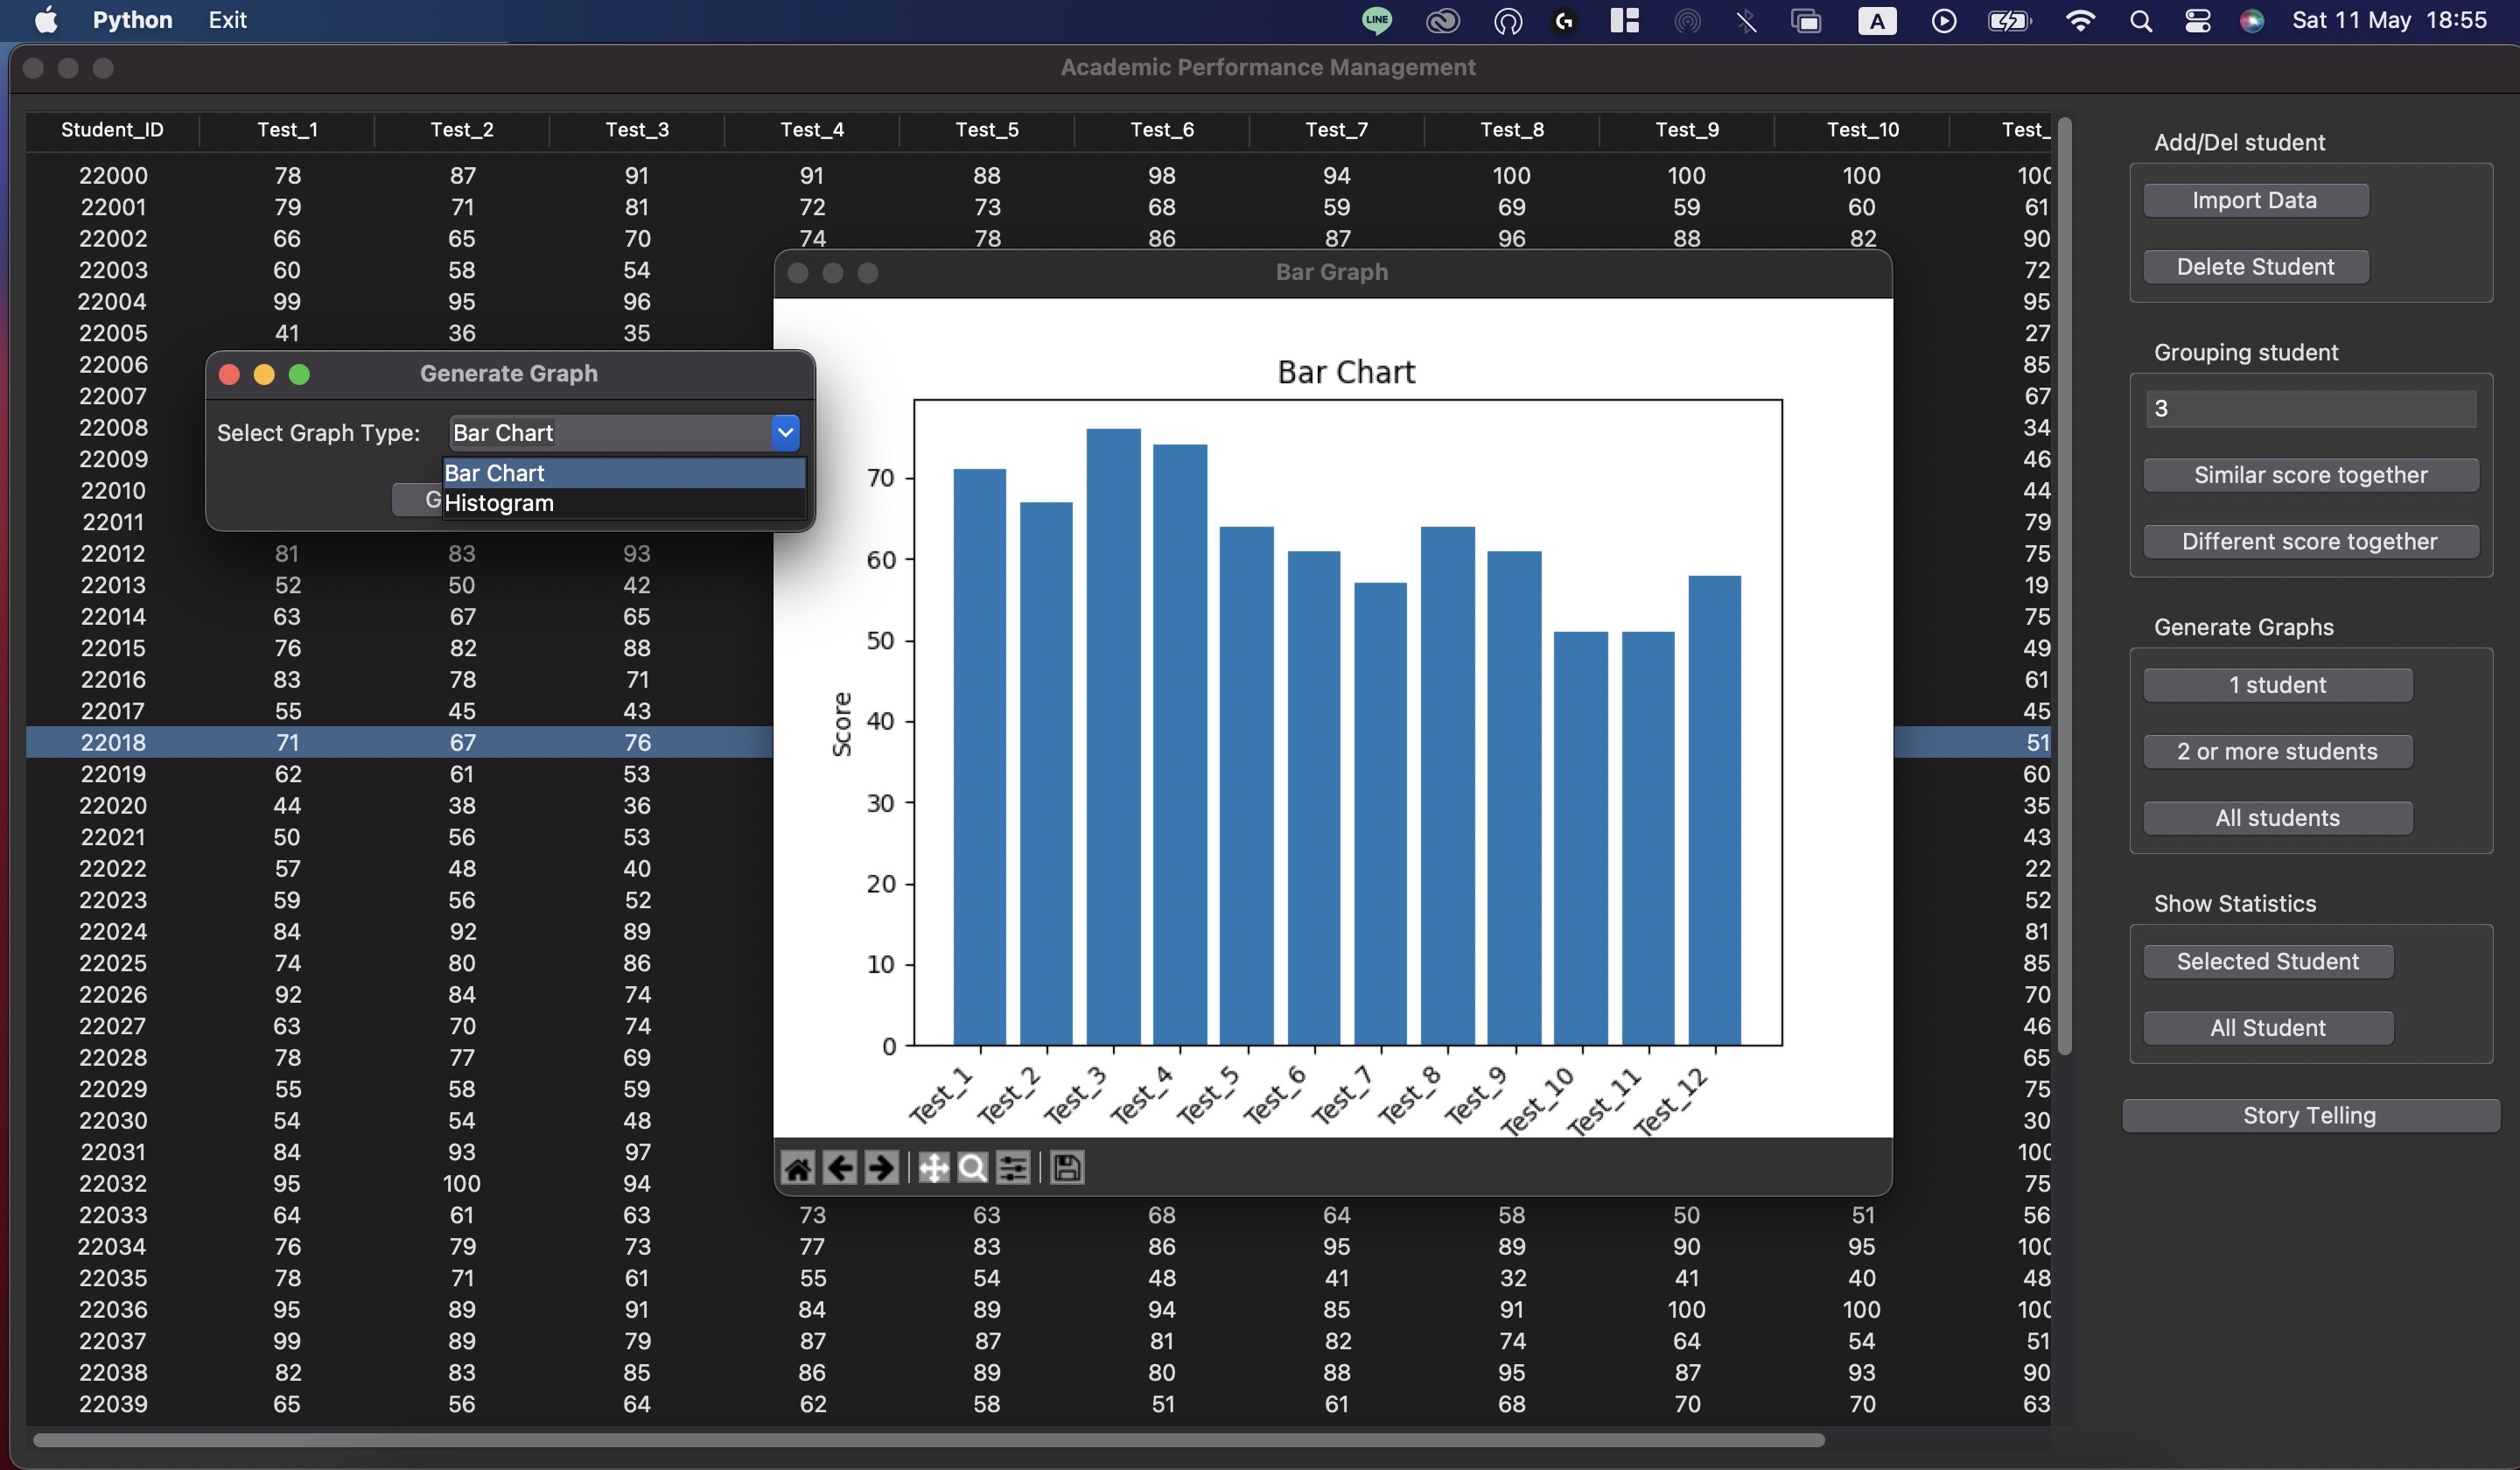 Python Exit LINE A Sat 11 May 18:55
Academic Performance Management
Student_ID Test_1 Test_2 Test_3 Test_4 Test_5 Test_6 Test_7 Test_8 Test_9 Test_10 Test_
22000 78 87 91 91 88 98 94 100 100 100 100
22001 79 71 81 72 73 68 59 69 59 60 61
22002 66 65 70 74 78 86 87 96 88 82 90
22003 60 58 54 72
22004 99 95 96 95
22005 41 36 35 27
22006 85
22007 67
22008 34
22009 46
22010 44
22011 79
22012 81 83 93 75
22013 52 50 42 19
22014 63 67 65 75
22015 76 82 88 49
22016 83 78 71 61
22017 55 45 43 45
22018 71 67 76 51
22019 62 61 53 60
22020 44 38 36 35
22021 50 56 53 43
22022 57 48 40 22
22023 59 56 52 52
22024 84 92 89 81
22025 74 80 86 85
22026 92 84 74 70
22027 63 70 74 46
22028 78 77 69 65
22029 55 58 59 75
22030 54 54 48 30
22031 84 93 97 100
22032 95 100 94 75
22033 64 61 63 73 63 68 64 58 50 51 56
22034 76 79 73 77 83 86 95 89 90 95 100
22035 78 71 61 55 54 48 41 32 41 40 48
22036 95 89 91 84 89 94 85 91 100 100 100
22037 99 89 79 87 87 81 82 74 64 54 51
22038 82 83 85 86 89 80 88 95 87 93 90
22039 65 56 64 62 58 51 61 68 70 70 63
Generate Graph
Select Graph Type: Bar Chart
Bar Chart
G
Histogram
Bar Graph
Bar Chart
70
60
50
40
30
20
10
0
Score
Test_1 Test_2 Test_3 Test_4 Test_5 Test_6 Test_7 Test_8 Test_9 Test_10 Test_11 Test_12
Add/Del student
Import Data
Delete Student
Grouping student
3
Similar score together
Different score together
Generate Graphs
1 student
2 or more students
All students
Show Statistics
Selected Student
All Student
Story Telling